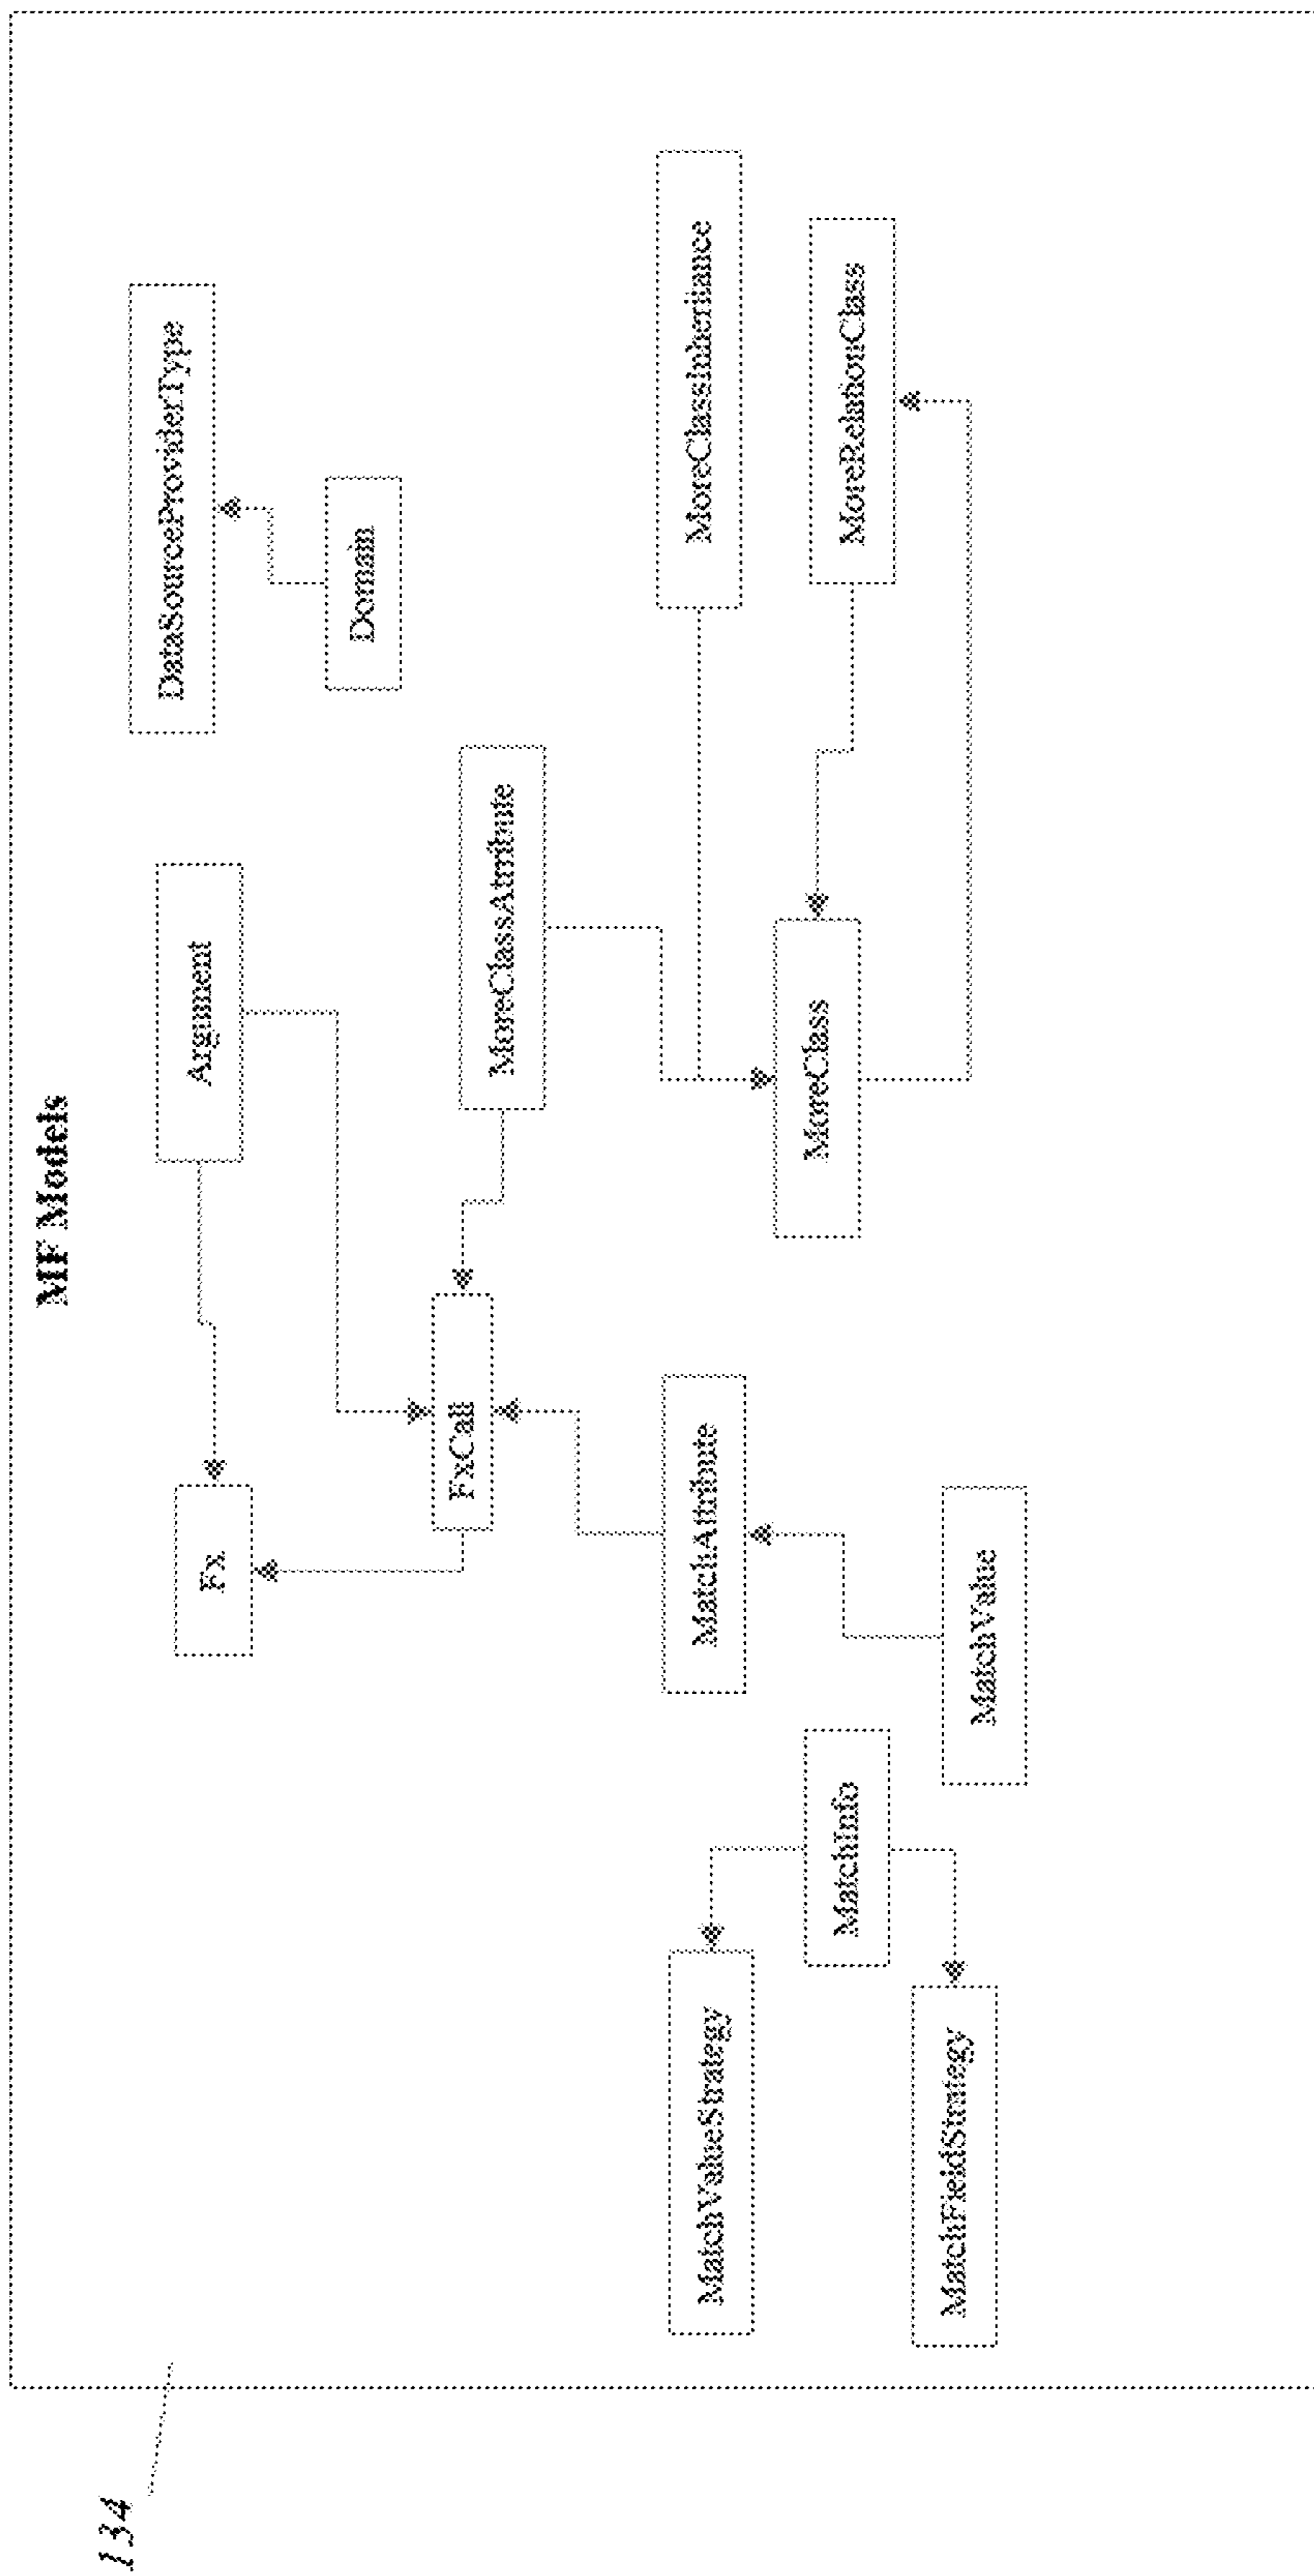 MF Models
Fx
Argument
DataSourceProviderType
Domain
FxCall
MoreClassAttribute
MatchValueStrategy
MatchAttribute
MoreClassInheritance
MatchInfo
MoreClass
MoreRelationClass
MatchFieldStrategy
MatchValue
134